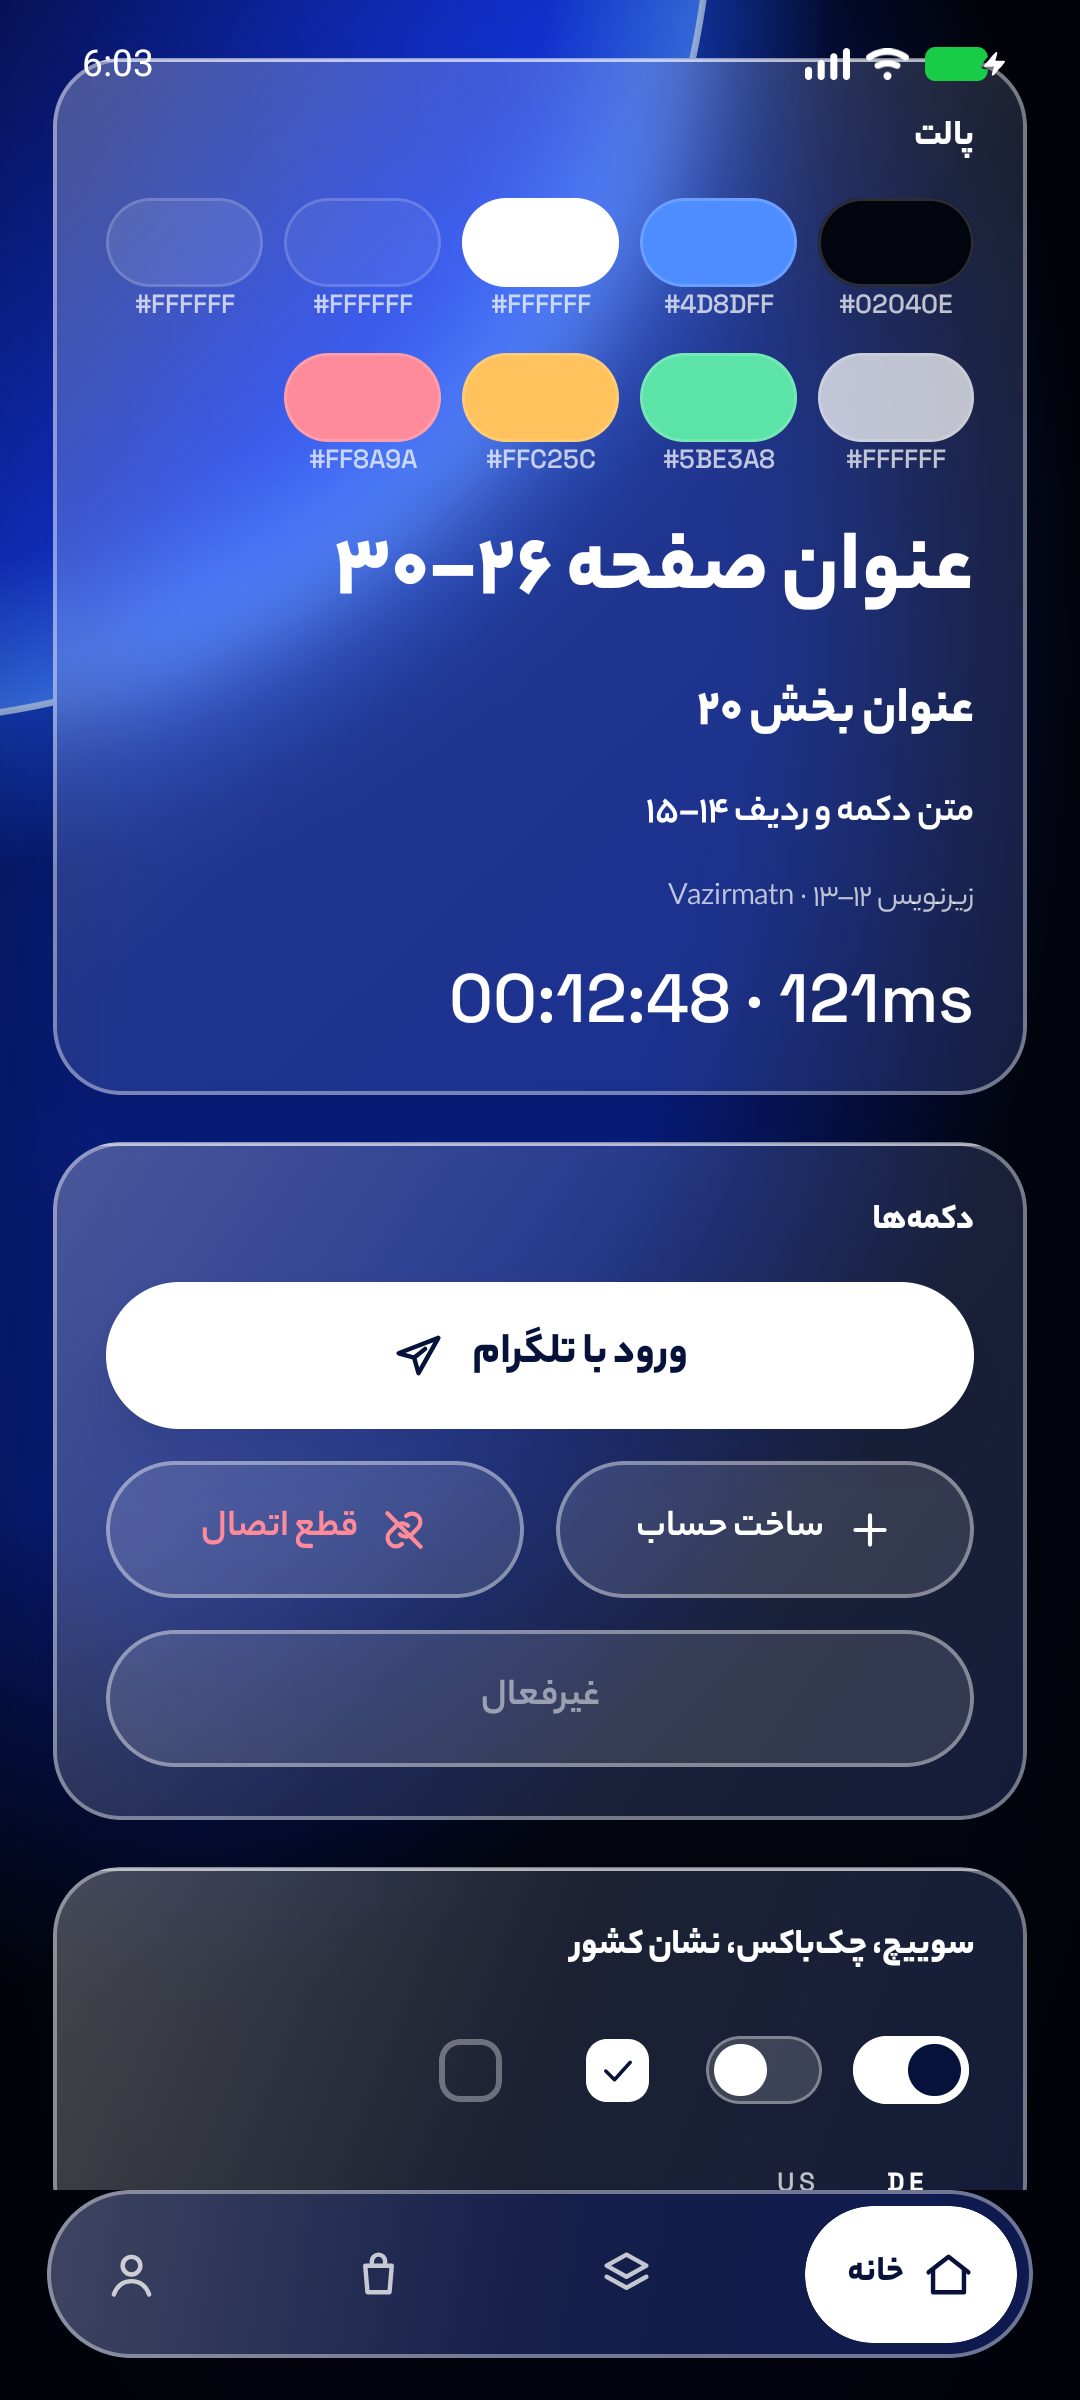 6:03
پالت
#02040E
#4D8DFF
#FFFFFF
#FFFFFF
#FFFFFF
#FFFFFF
#5BE3A8
#FFC25C
#FF8A9A
عنوان صفحه ۲۶–۳۰
عنوان بخش ۲۰
متن دکمه و ردیف ۱۴–۱۵
زیرنویس ۱۲–۱۳ · Vazirmatn
00:12:48 · 121ms
دکمه‌ها
ورود با تلگرام
ساخت حساب
قطع اتصال
غیرفعال
سوییچ، چک‌باکس، نشان کشور
DE
US
خانه